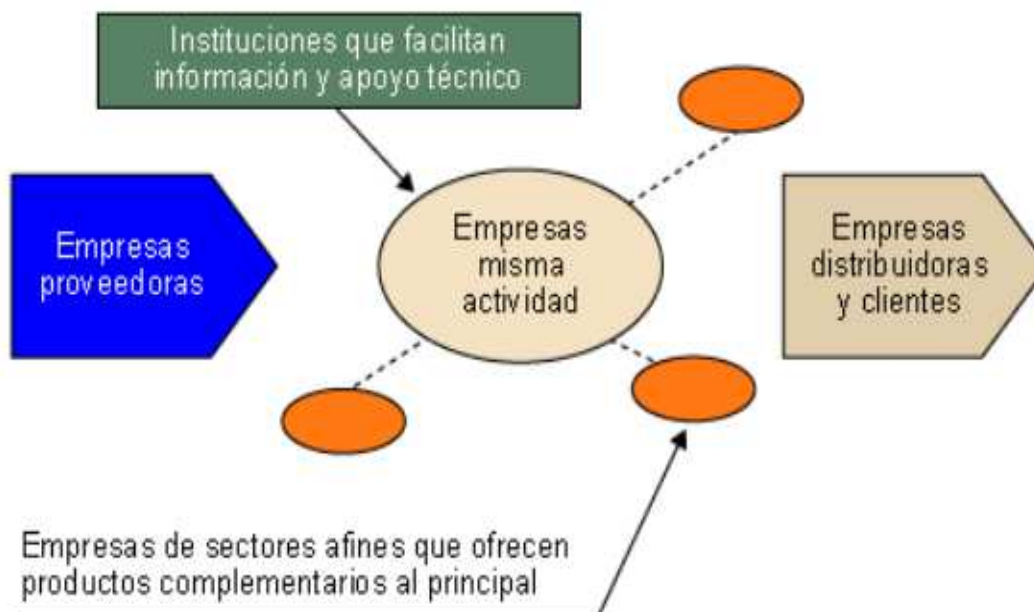 Instituciones que facilitan
información y apoyo técnico
Empresas
proveedoras
Empresas
misma
actividad
Empresas
distribuidoras
y clientes
Empresas de sectores afines que ofrecen
productos complementarios al principal